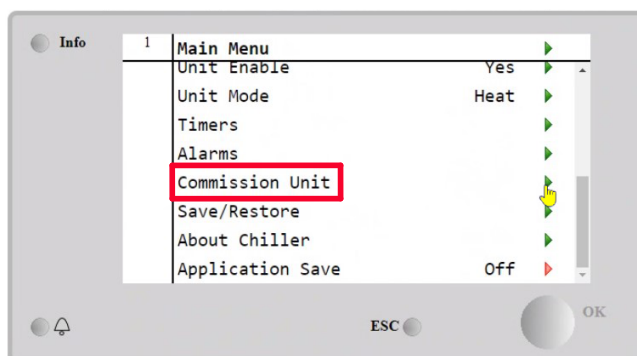 Info
1 Main Menu
Unit Enable Yes
Unit Mode Heat
Timers
Alarms
Commission Unit
Save/Restore
About Chiller
Application Save Off
ESC
OK